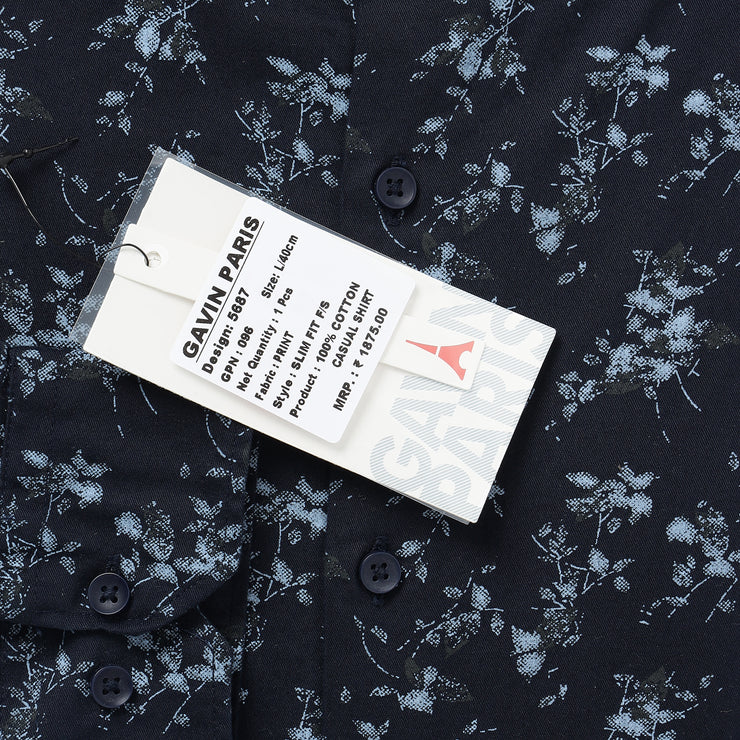 GAVIN PARIS
Design: 5687
GPN : 086 Size: L/40cm
Net Quantity : 1 Pcs
Fabric : PRINT
Style : SLIM FIT F/S
Product : 100% COTTON
CASUAL SHIRT
MRP. : ₹ 1875.00
GAVIN
PARIS